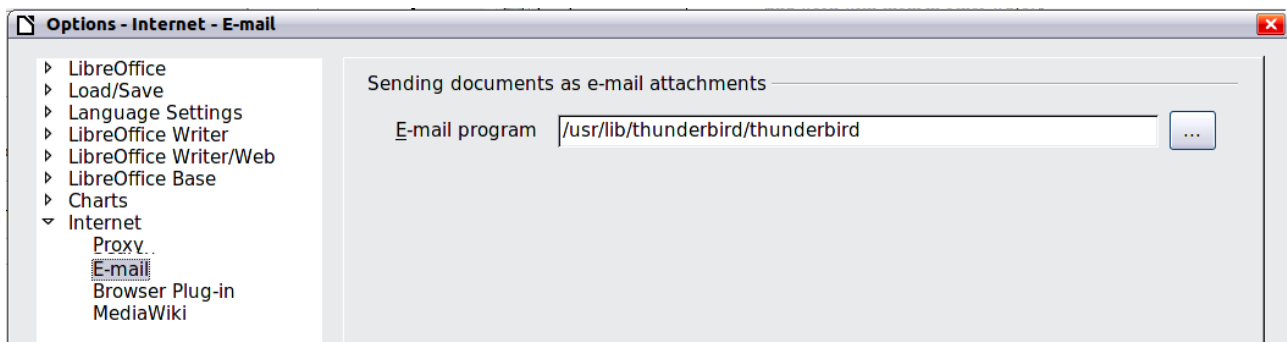 Options - Internet - E-mail
LibreOffice
Load/Save
Language Settings
LibreOffice Writer
LibreOffice Writer/Web
LibreOffice Base
Charts
Internet
Proxy
E-mail
Browser Plug-in
MediaWiki
Sending documents as e-mail attachments
E-mail program /usr/lib/thunderbird/thunderbird ...